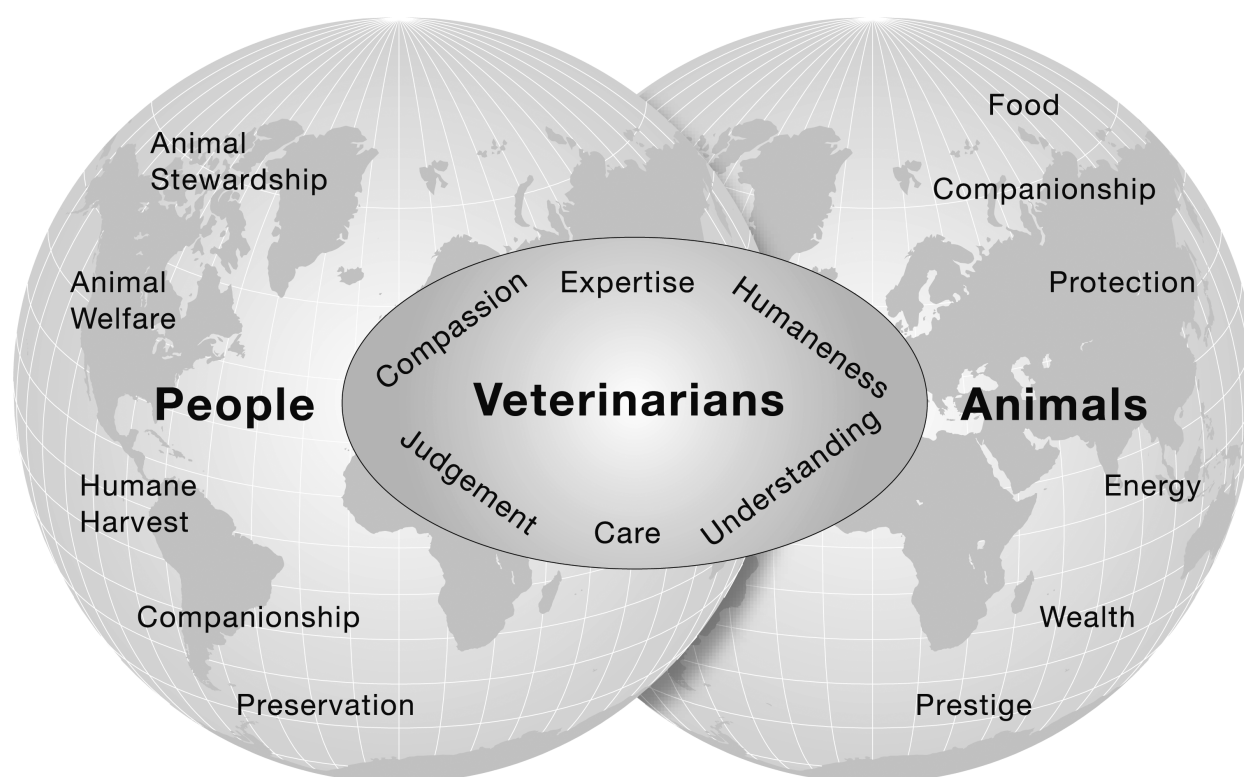 Animal
Stewardship
Animal
Welfare
People
Humane
Harvest
Companionship
Preservation
Compassion
Expertise
Humaneness
Veterinarians
Judgement
Care
Understanding
Food
Companionship
Protection
Animals
Energy
Wealth
Prestige